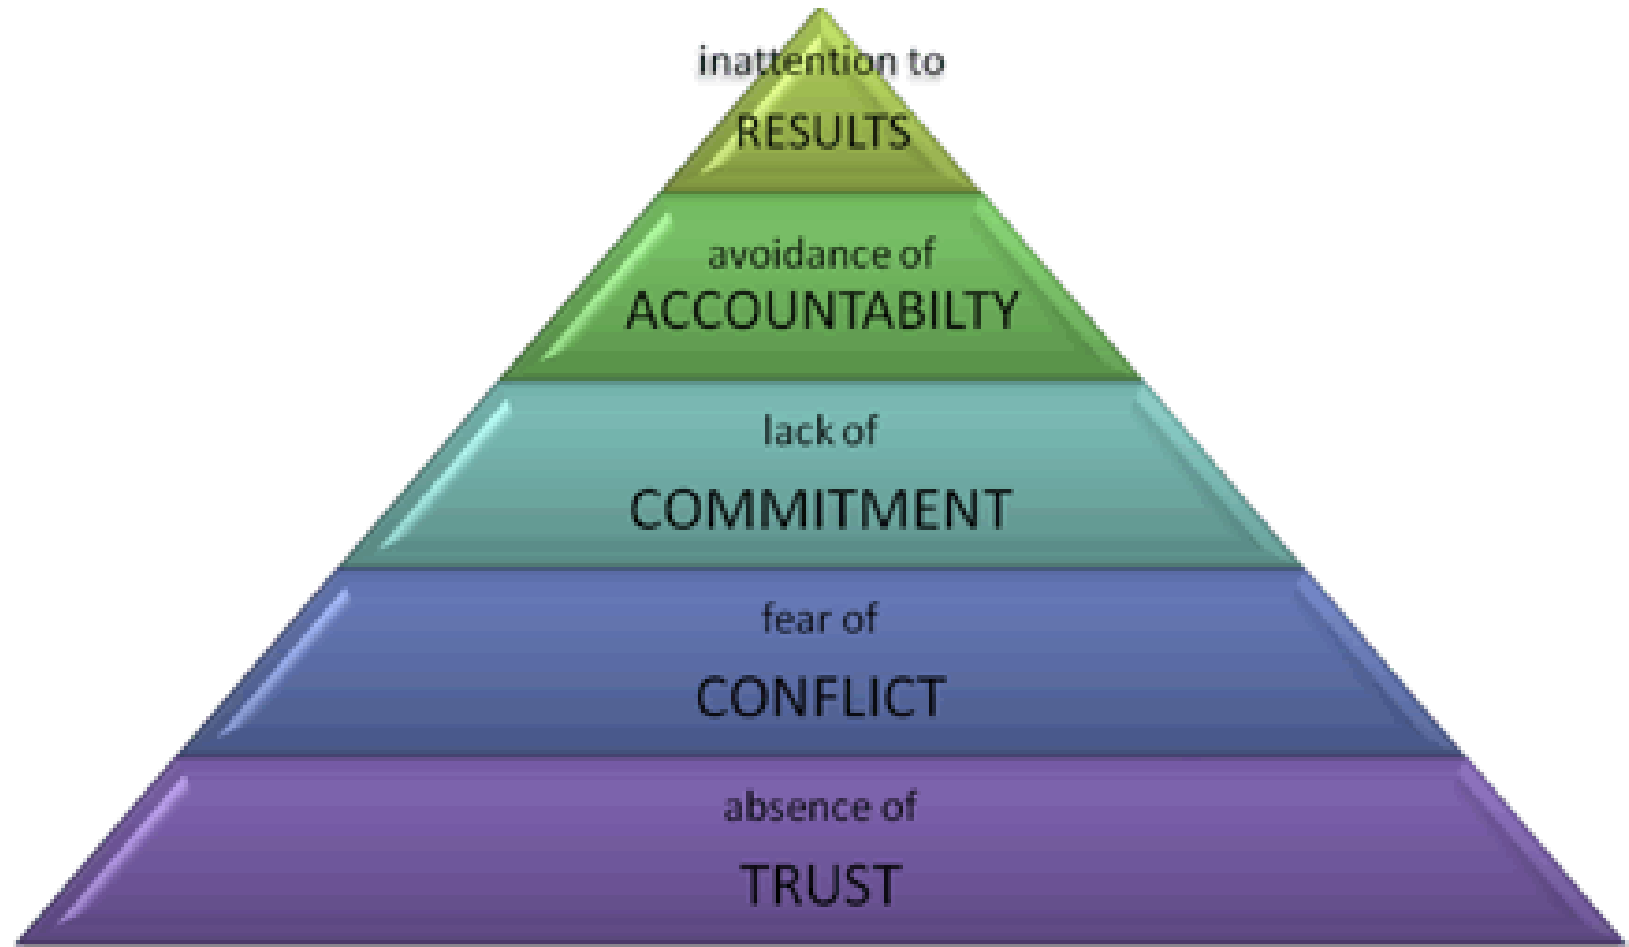 inattention to
RESULTS
avoidance of
ACCOUNTABILTY
lack of
COMMITMENT
fear of
CONFLICT
absence of
TRUST